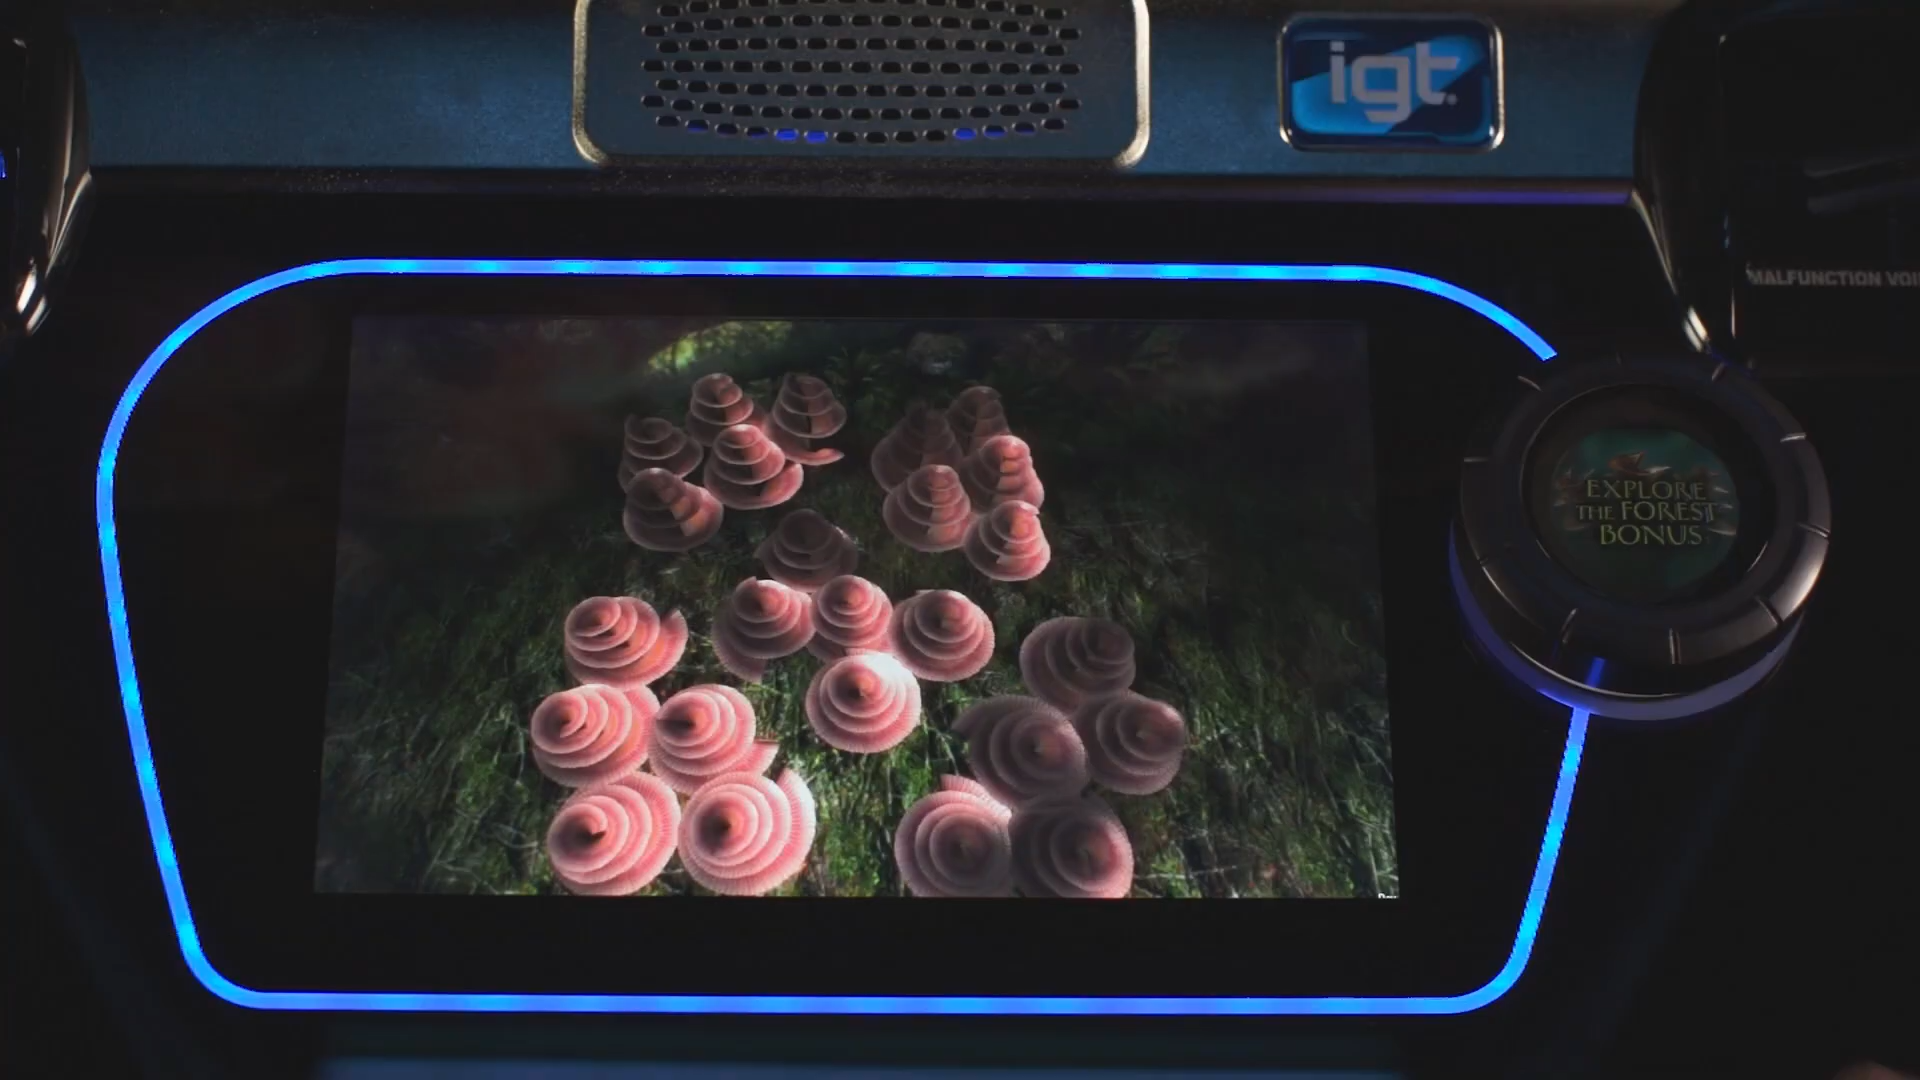 igt.
MALFUNCTION VOI
EXPLORE
THE FOREST
BONUS